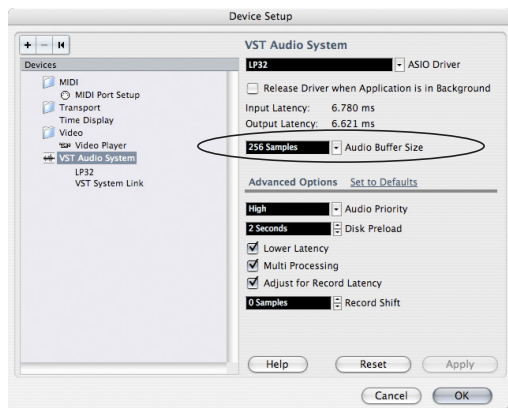 Device Setup
+ −
Devices
MIDI
MIDI Port Setup
Transport
Time Display
Video
Video Player
VST Audio System
LP32
VST System Link
VST Audio System
LP32 ASIO Driver
Release Driver when Application is in Background
Input Latency: 6.780 ms
Output Latency: 6.621 ms
256 Samples Audio Buffer Size
Advanced Options Set to Defaults
High Audio Priority
2 Seconds Disk Preload
Lower Latency
Multi Processing
Adjust for Record Latency
0 Samples Record Shift
Help Reset Apply
Cancel OK